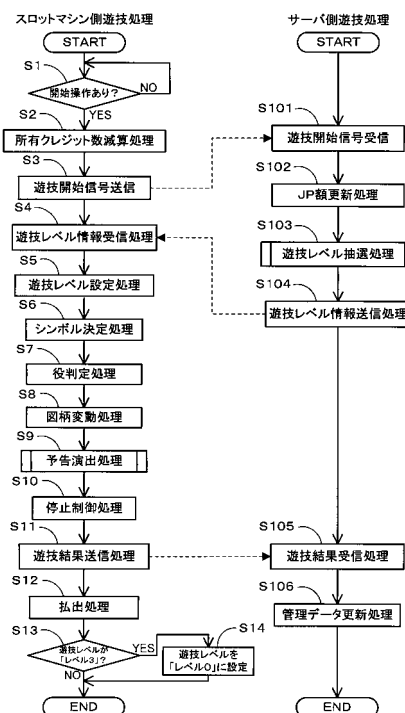 スロットマシン側遊技処理
START
S1
開始操作あり?
NO
YES
S2
所有クレジット数減算処理
S3
遊技開始信号送信
S4
遊技レベル情報受信処理
S5
遊技レベル設定処理
S6
シンボル決定処理
S7
役判定処理
S8
図柄変動処理
S9
予告演出処理
S10
停止制御処理
S11
遊技結果送信処理
S12
払出処理
S13
遊技レベルが
「レベル3」?
YES
NO
S14
遊技レベルを
「レベル0」に設定
END
サーバ側遊技処理
START
S101
遊技開始信号受信
S102
JP額更新処理
S103
遊技レベル抽選処理
S104
遊技レベル情報送信処理
S105
遊技結果受信処理
S106
管理データ更新処理
END